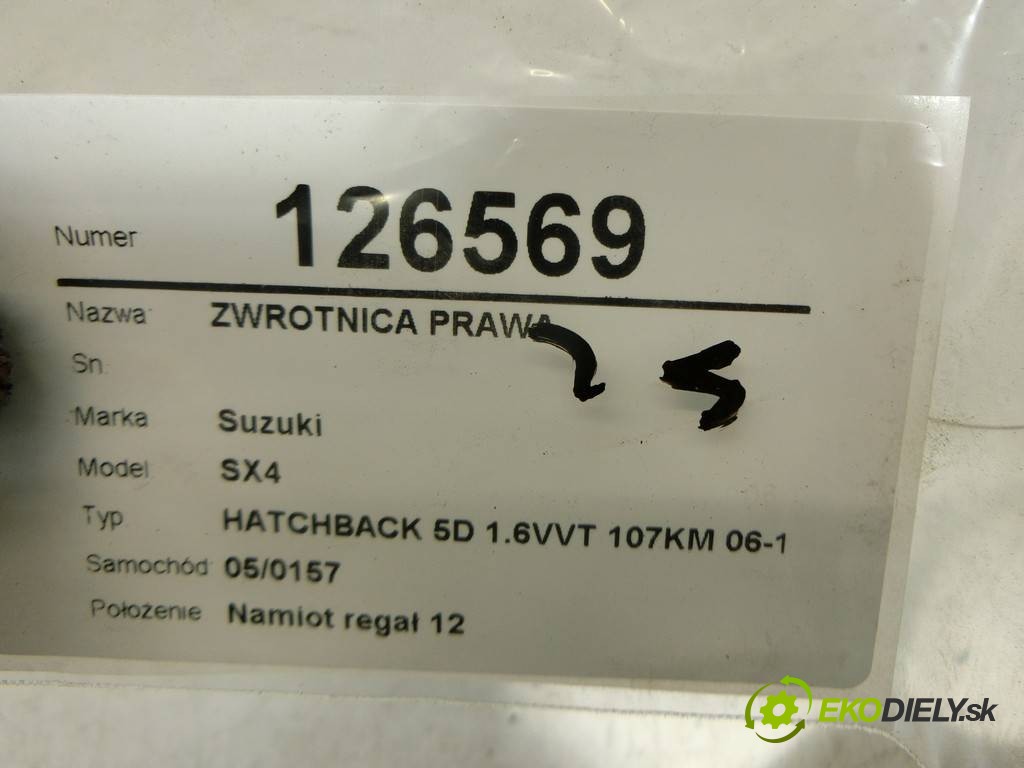 Numer 126569
Nazwa: ZWROTNICA PRAWA
Sn:
Marka Suzuki
Model SX4
Typ HATCHBACK 5D 1.6VVT 107KM 06-1
Samochód: 05/0157
Położenie Namiot regał 12
EKODIELY.sk